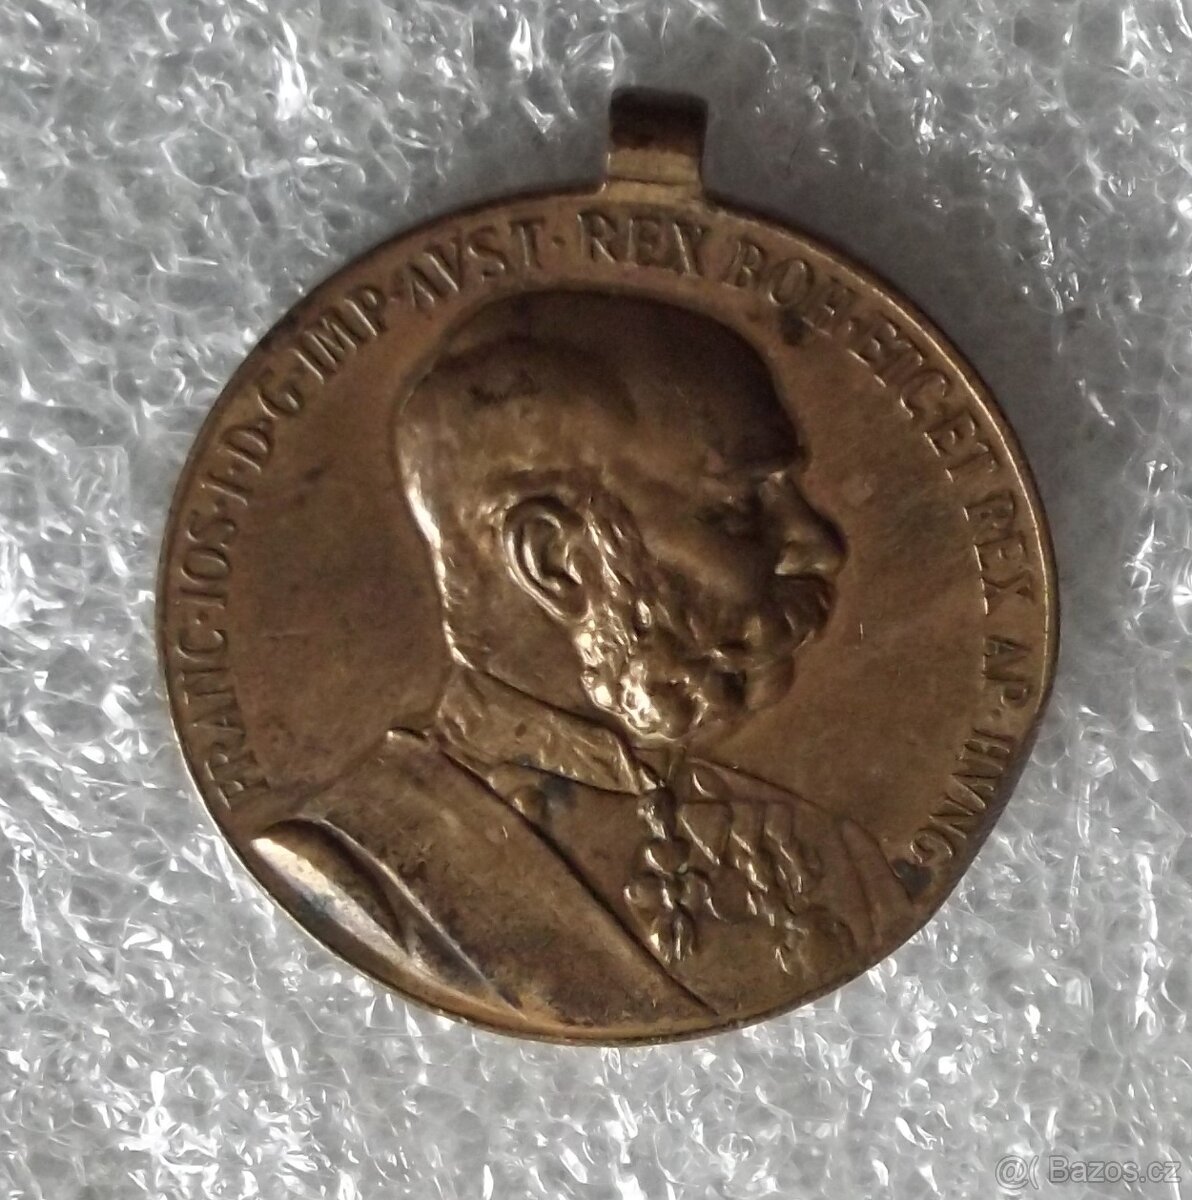 FRANC·IOS·I·D·G·IMP·AVST·REX BOH·ETC·ET REX AP·HVNG·
@( Bazos.cz